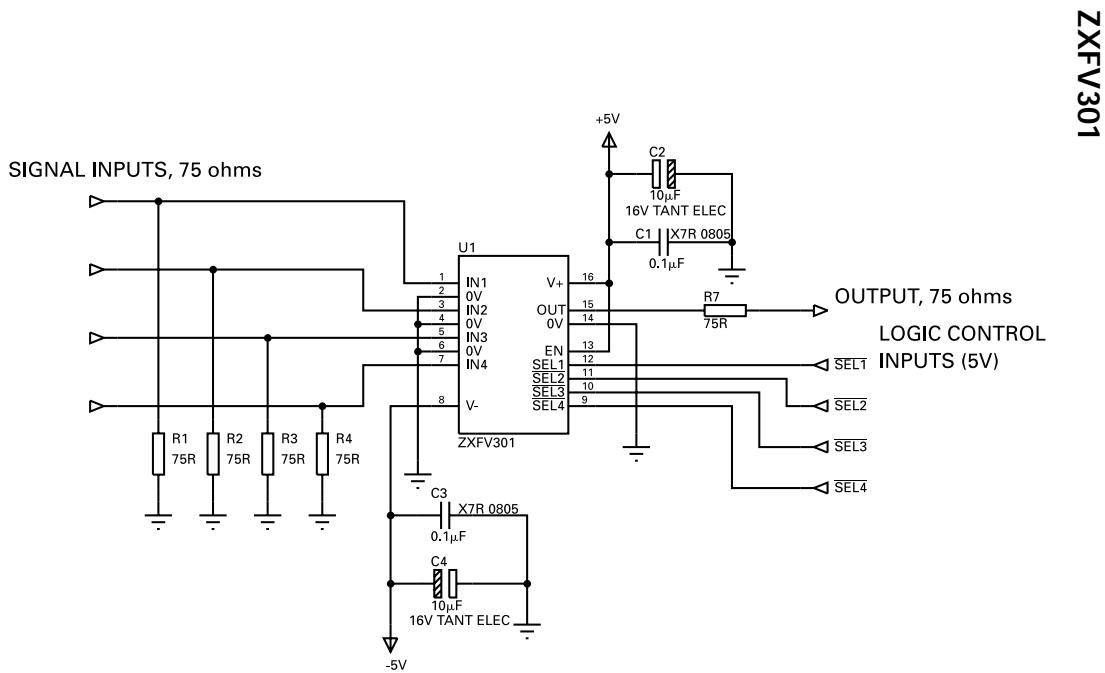 ZXFV301
SIGNAL INPUTS, 75 ohms
+5V
C2
10µF
16V TANT ELEC
C1 X7R 0805
0.1µF
U1
1 IN1
2 0V
3 IN2
4 0V
5 IN3
6 0V
7 IN4
8 V-
V+ 16
OUT 15
0V 14
EN 13
SEL1 12
SEL2 11
SEL3 10
SEL4 9
ZXFV301
R7
75R
OUTPUT, 75 ohms
LOGIC CONTROL
INPUTS (5V)
SEL1
SEL2
SEL3
SEL4
R1
75R
R2
75R
R3
75R
R4
75R
C3
X7R 0805
0.1µF
C4
10µF
16V TANT ELEC
-5V